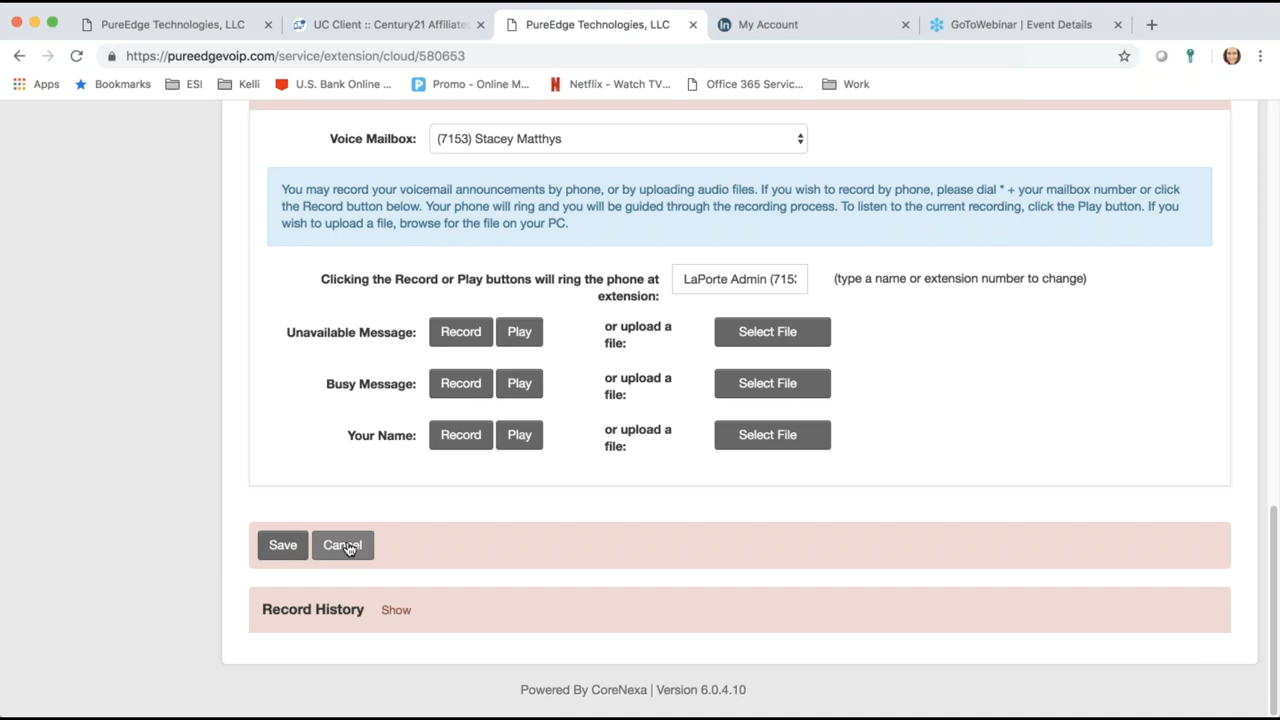 PureEdge Technologies, LLC
UC Client :: Century21 Affiliate
PureEdge Technologies, LLC
My Account
GoToWebinar | Event Details
https://pureedgevoip.com/service/extension/cloud/580653
Apps
Bookmarks
ESI
Kelli
U.S. Bank Online ...
Promo - Online M...
Netflix - Watch TV...
Office 365 Servic...
Work
Voice Mailbox: (7153) Stacey Matthys
You may record your voicemail announcements by phone, or by uploading audio files. If you wish to record by phone, please dial * + your mailbox number or click
the Record button below. Your phone will ring and you will be guided through the recording process. To listen to the current recording, click the Play button. If you
wish to upload a file, browse for the file on your PC.
Clicking the Record or Play buttons will ring the phone at
extension:
LaPorte Admin (715
(type a name or extension number to change)
Unavailable Message: Record Play
or upload a
file:
Select File
Busy Message: Record Play
or upload a
file:
Select File
Your Name: Record Play
or upload a
file:
Select File
Save Cancel
Record History Show
Powered By CoreNexa | Version 6.0.4.10